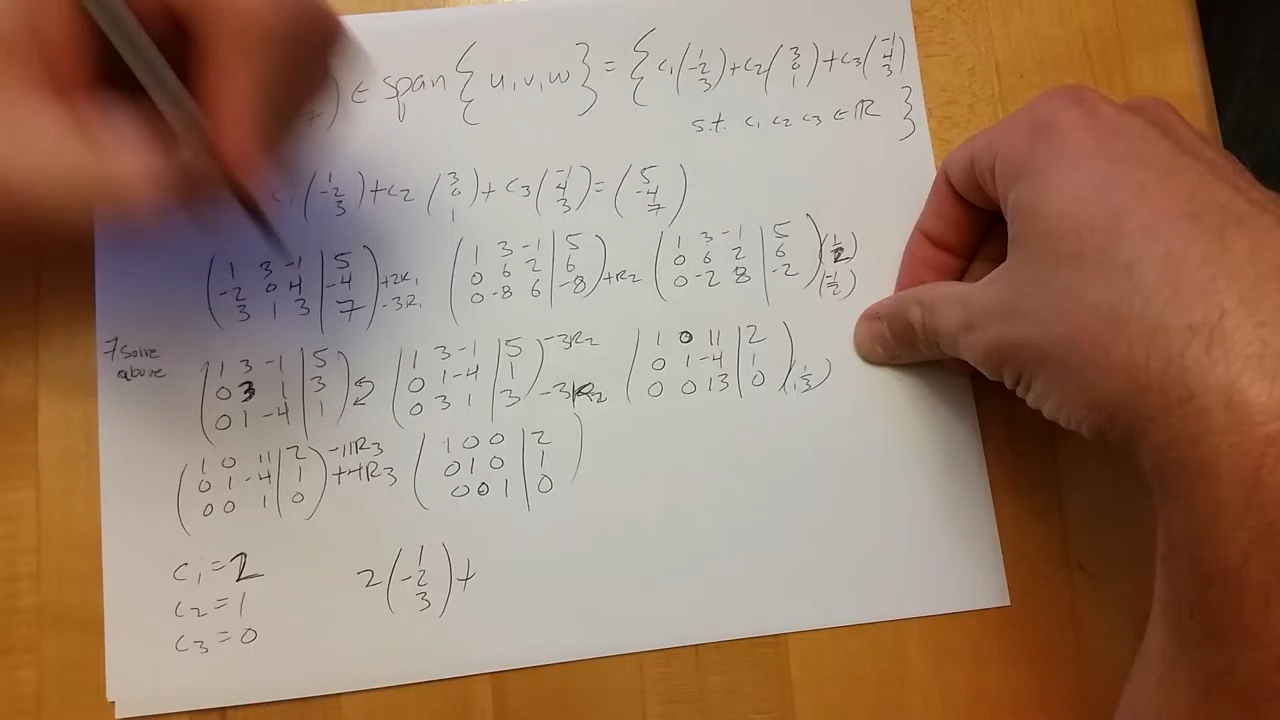 ) ∈ span { u, v, w } = { c₁(1 -2 3) + c₂(3 0 1) + c₃(-1 4 3)
s.t. c₁ c₂ c₃ ∈ ℝ }
c₁(1 -2 3) + c₂(3 0 1) + c₃(-1 4 3) = (5 -4 7)
(1 3 -1 | 5
-2 0 4 | -4
3 1 3 | 7) +2R₁ -3R₁
(1 3 -1 | 5
0 6 2 | 6
0 -8 6 | -8) +R₂
(1 3 -1 | 5
0 6 2 | 6
0 -2 8 | -2) (1/2) (-1/2)
7 solve
above
(1 3 -1 | 5
0 3 1 | 3
0 1 -4 | 1)
(1 3 -1 | 5
0 1 -4 | 1
0 3 1 | 3) -3R₂ -3R₂
(1 0 11 | 2
0 1 -4 | 1
0 0 13 | 0) (1/13)
(1 0 11 | 2
0 1 -4 | 1
0 0 1 | 0) -11R₃ +4R₃
(1 0 0 | 2
0 1 0 | 1
0 0 1 | 0)
c₁ = 2
c₂ = 1
c₃ = 0
2(1 -2 3) +